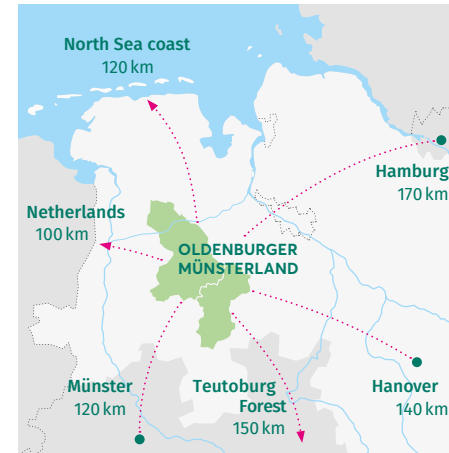 North Sea coast
120 km
Hamburg
170 km
Netherlands
100 km
OLDENBURGER
MÜNSTERLAND
Münster
120 km
Teutoburg
Forest
150 km
Hanover
140 km